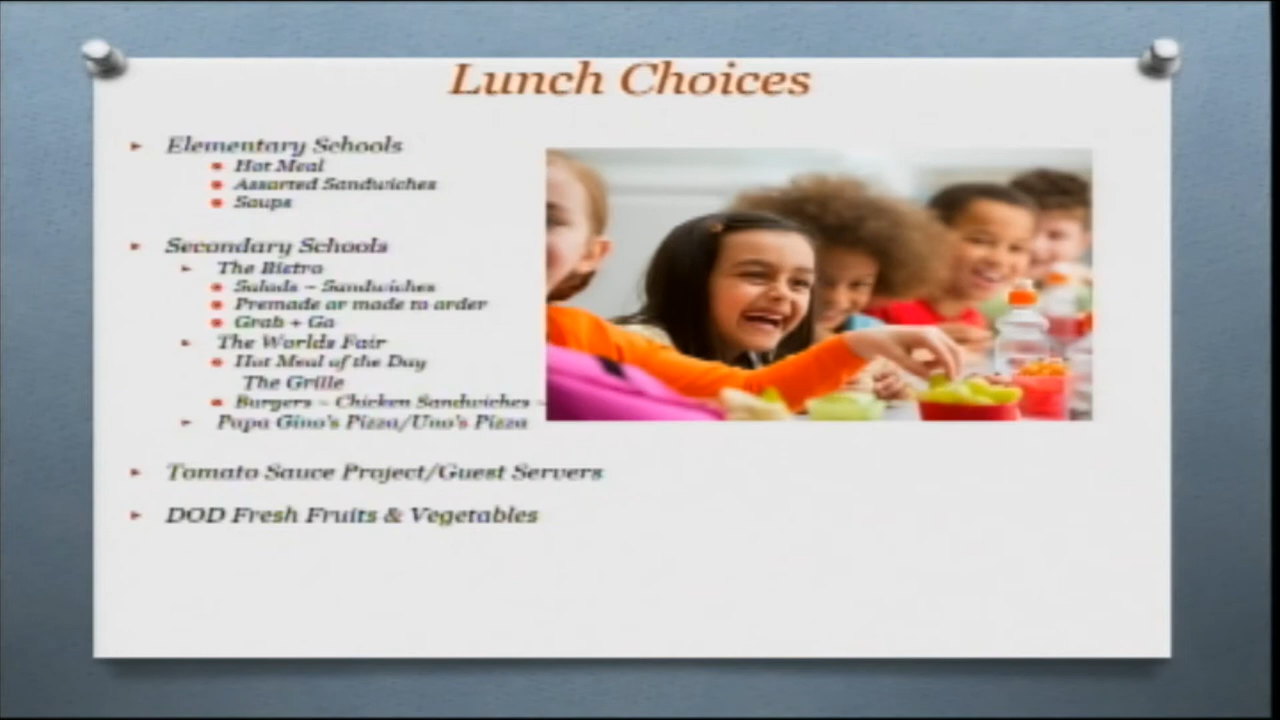 Lunch Choices
Elementary Schools
Hot Meal
Assorted Sandwiches
Soups
Secondary Schools
The Bistro
Salads – Sandwiches
Premade or made to order
Grab + Go
The Worlds Fair
Hot Meal of the Day
The Grille
Burgers – Chicken Sandwiches –
Papa Gino's Pizza/Uno's Pizza
Tomato Sauce Project/Guest Servers
DOD Fresh Fruits & Vegetables